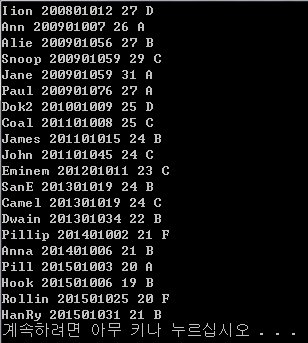 Iion 200801012 27 D
Ann 200901007 26 A
Alie 200901056 27 B
Snoop 200901059 29 C
Jane 200901059 31 A
Paul 200901076 27 A
Dok2 201001009 25 D
Coal 201101008 25 C
James 201101015 24 B
John 201101045 24 C
Eminem 201201011 23 C
SanE 201301019 24 B
Camel 201301019 24 C
Dwain 201301034 22 B
Pillip 201401002 21 F
Anna 201401006 21 B
Pill 201501003 20 A
Hook 201501006 19 B
Rollin 201501025 20 F
HanRy 201501031 21 B
계속하려면 아무 키나 누르십시오 . . .